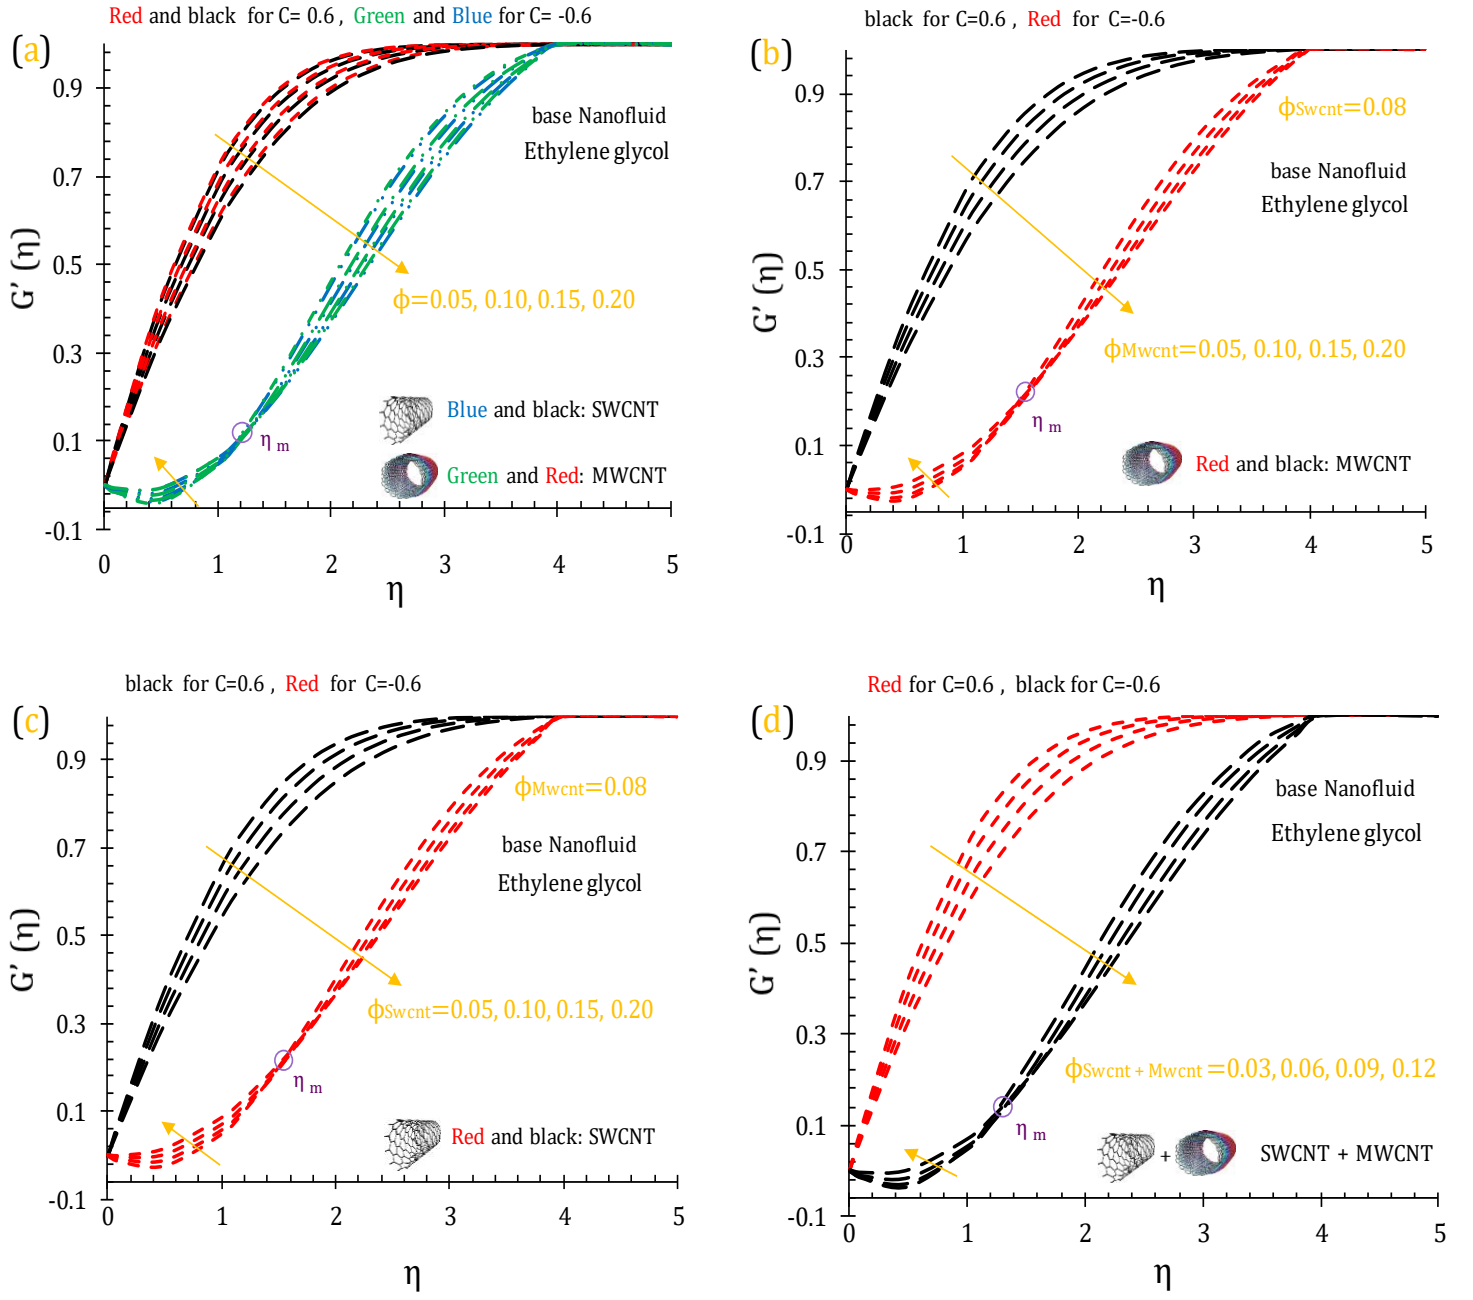 Red and black for C= 0.6 , Green and Blue for C= -0.6
(a)
0.9
0.7
0.5
0.3
0.1
-0.1
G' (η)
base Nanofluid
Ethylene glycol
ϕ=0.05, 0.10, 0.15, 0.20
Blue and black: SWCNT
η m
Green and Red: MWCNT
0 1 2 3 4 5
η
black for C=0.6 , Red for C=-0.6
(b)
0.9
0.7
0.5
0.3
0.1
-0.1
G' (η)
ϕSwcnt=0.08
base Nanofluid
Ethylene glycol
ϕMwcnt=0.05, 0.10, 0.15, 0.20
η m
Red and black: MWCNT
0 1 2 3 4 5
η
black for C=0.6 , Red for C=-0.6
(c)
0.9
0.7
0.5
0.3
0.1
-0.1
G' (η)
ϕMwcnt=0.08
base Nanofluid
Ethylene glycol
ϕSwcnt=0.05, 0.10, 0.15, 0.20
η m
Red and black: SWCNT
0 1 2 3 4 5
η
Red for C=0.6 , black for C=-0.6
(d)
0.9
0.7
0.5
0.3
0.1
-0.1
G' (η)
base Nanofluid
Ethylene glycol
ϕSwcnt + Mwcnt =0.03, 0.06, 0.09, 0.12
η m
+ SWCNT + MWCNT
0 1 2 3 4 5
η